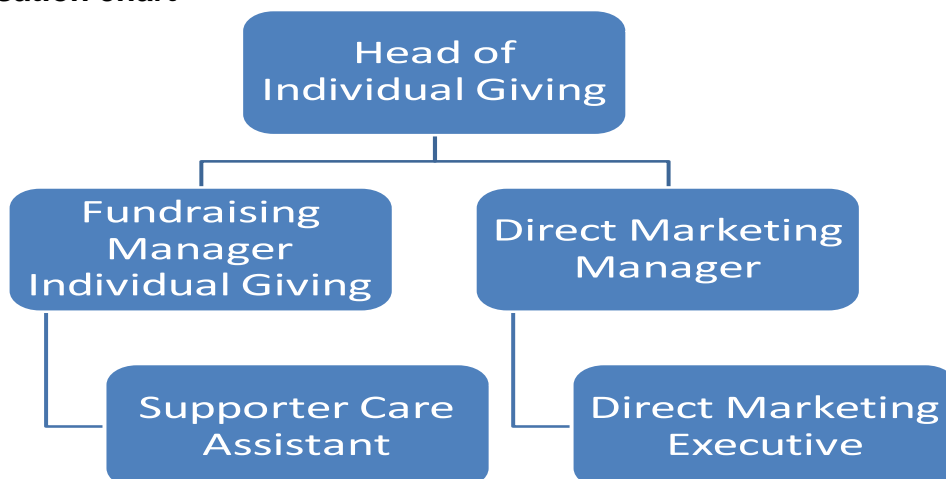 Head of
Individual Giving
Fundraising
Manager
Individual Giving
Direct Marketing
Manager
Supporter Care
Assistant
Direct Marketing
Executive